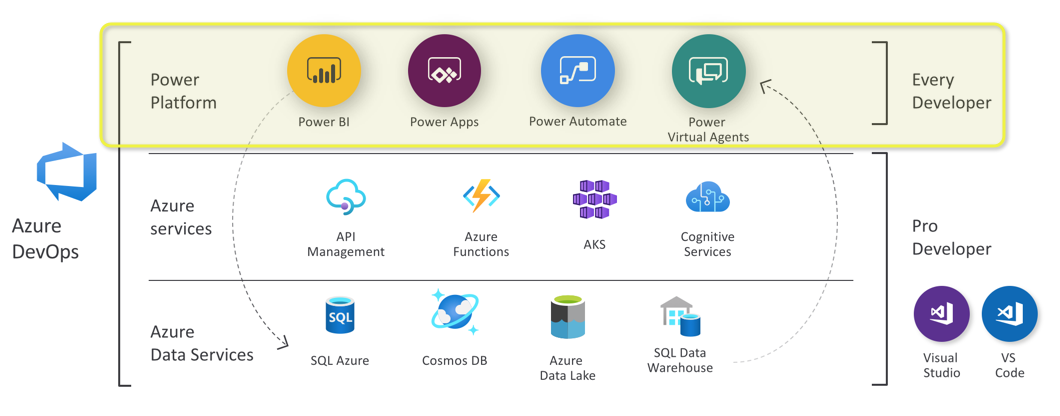 Power
Platform
Power BI
Power Apps
Power Automate
Power
Virtual Agents
Every
Developer
Azure
DevOps
Azure
services
API
Management
Azure
Functions
AKS
Cognitive
Services
Pro
Developer
Azure
Data Services
SQL
SQL Azure
Cosmos DB
Azure
Data Lake
SQL Data
Warehouse
Visual
Studio
VS
Code